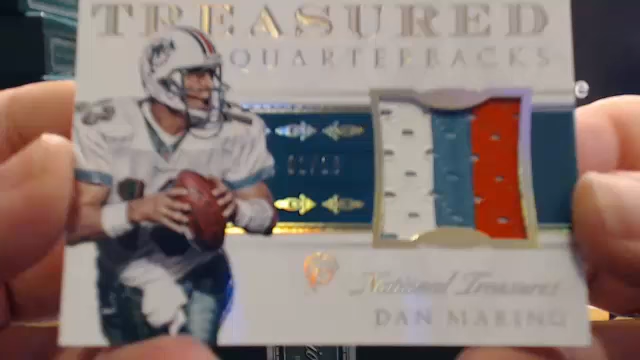 TREASURED
QUARTERBACKS
National Treasures
DAN MARINO